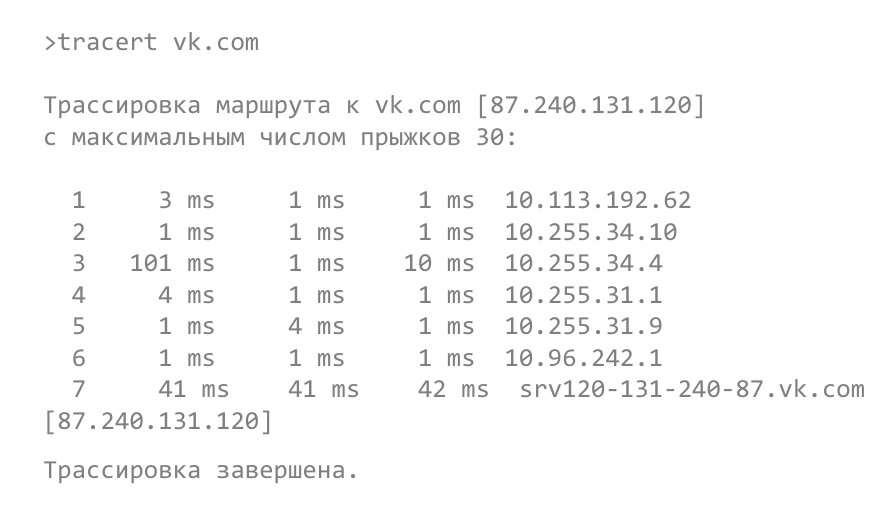 >tracert vk.com
Трассировка маршрута к vk.com [87.240.131.120]
с максимальным числом прыжков 30:
1 3 ms 1 ms 1 ms 10.113.192.62
2 1 ms 1 ms 1 ms 10.255.34.10
3 101 ms 1 ms 10 ms 10.255.34.4
4 4 ms 1 ms 1 ms 10.255.31.1
5 1 ms 4 ms 1 ms 10.255.31.9
6 1 ms 1 ms 1 ms 10.96.242.1
7 41 ms 41 ms 42 ms srv120-131-240-87.vk.com
[87.240.131.120]
Трассировка завершена.